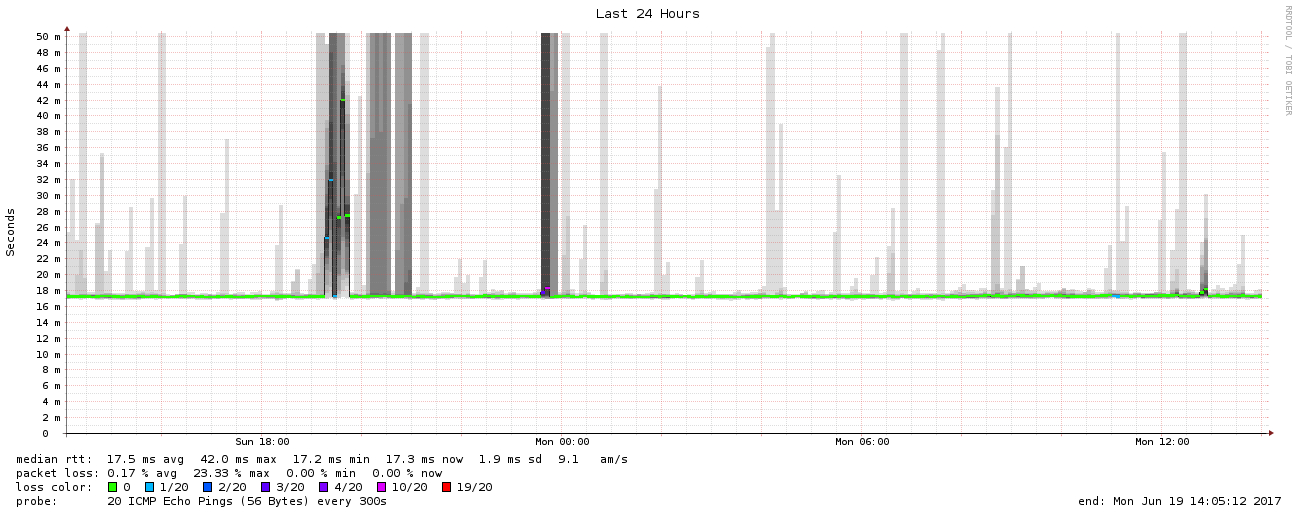 Last 24 Hours
RRDTOOL / TOBI OETIKER
Seconds
50 m
48 m
46 m
44 m
42 m
40 m
38 m
36 m
34 m
32 m
30 m
28 m
26 m
24 m
22 m
20 m
18 m
16 m
14 m
12 m
10 m
8 m
6 m
4 m
2 m
0
Sun 18:00 Mon 00:00 Mon 06:00 Mon 12:00
median rtt: 17.5 ms avg 42.0 ms max 17.2 ms min 17.3 ms now 1.9 ms sd 9.1 am/s
packet loss: 0.17 % avg 23.33 % max 0.00 % min 0.00 % now
loss color: 0 1/20 2/20 3/20 4/20 10/20 19/20
probe: 20 ICMP Echo Pings (56 Bytes) every 300s end: Mon Jun 19 14:05:12 2017